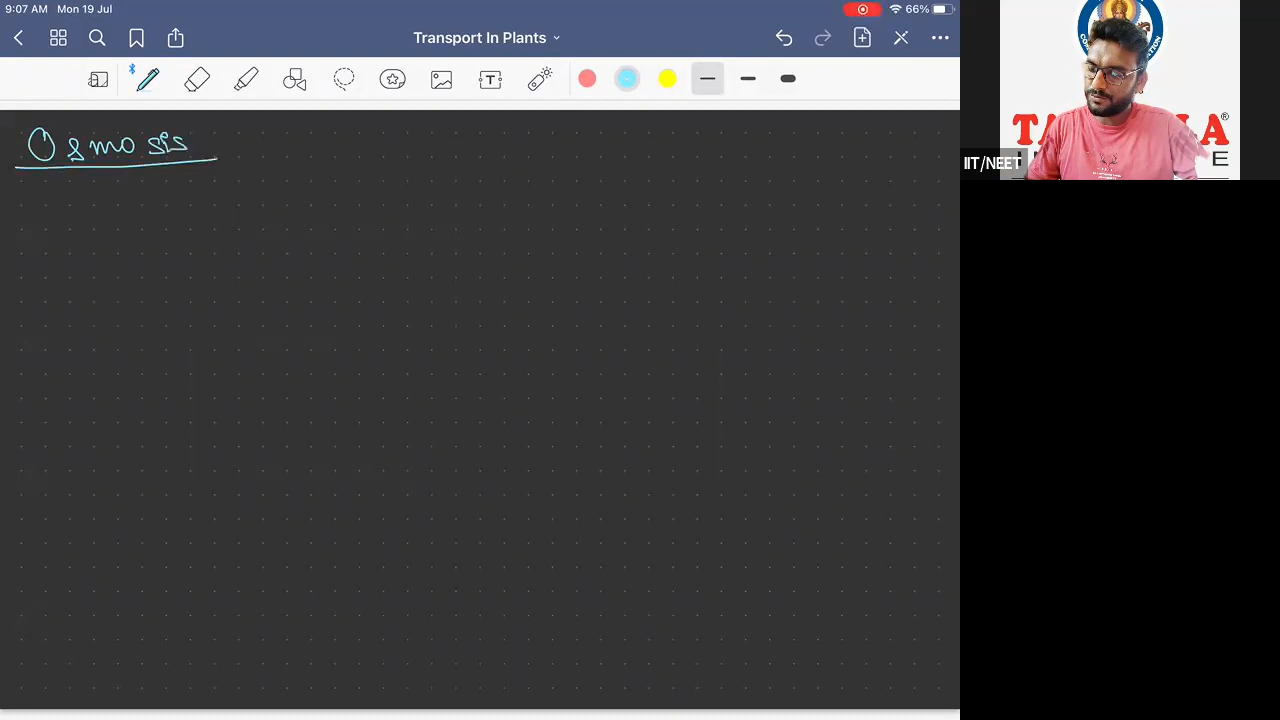 9:07 AM Mon 19 Jul
66%
Transport In Plants
T
Osmosis
IIT/NEET